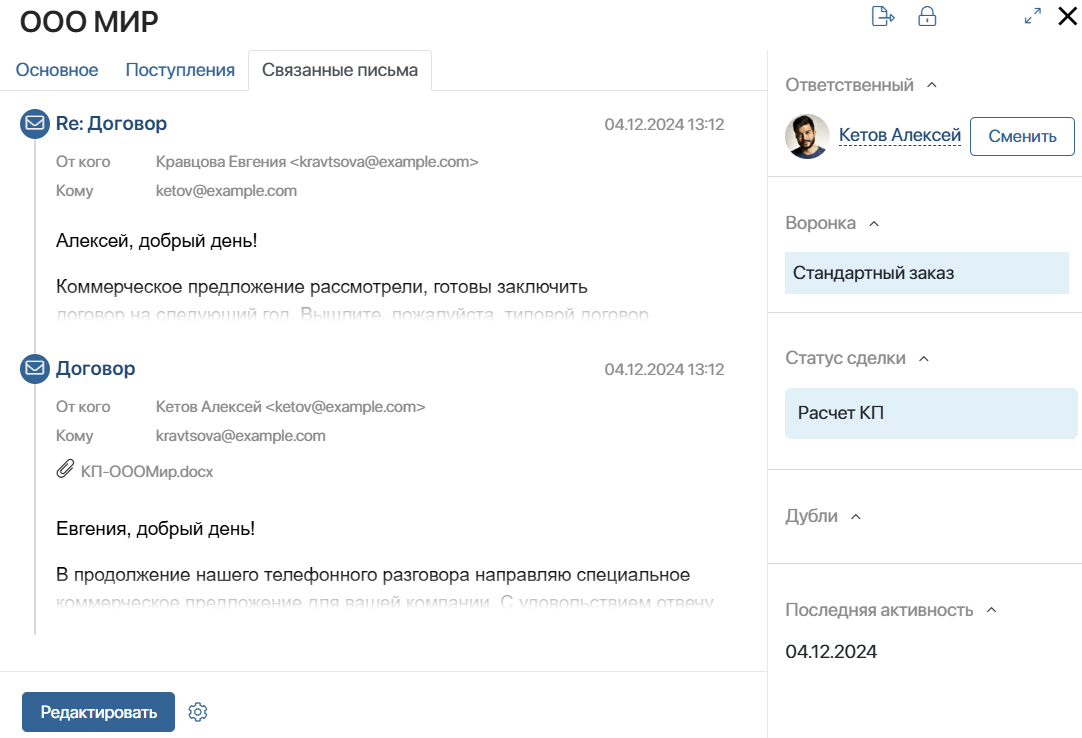 ООО МИР
Основное Поступления Связанные письма
Re: Договор 04.12.2024 13:12
От кого Кравцова Евгения <kravtsova@example.com>
Кому ketov@example.com
Алексей, добрый день!
Коммерческое предложение рассмотрели, готовы заключить
договор на следующий год. Вышлите, пожалуйста, типовой договор
Договор 04.12.2024 13:12
От кого Кетов Алексей <ketov@example.com>
Кому kravtsova@example.com
КП-ОООМир.docx
Евгения, добрый день!
В продолжение нашего телефонного разговора направляю специальное
коммерческое предложение для вашей компании. С удовольствием отвечу
Редактировать
Ответственный
Кетов Алексей Сменить
Воронка
Стандартный заказ
Статус сделки
Расчет КП
Дубли
Последняя активность
04.12.2024